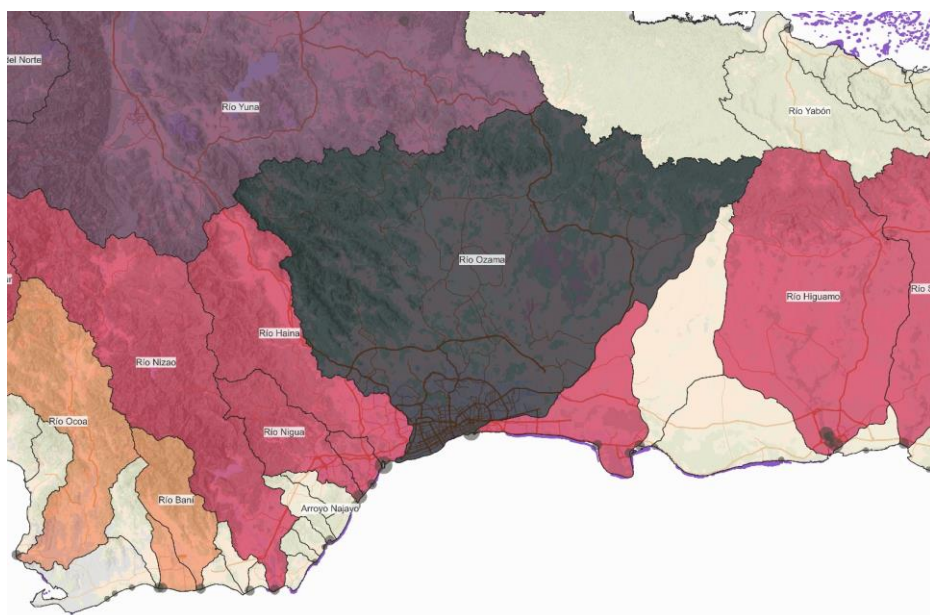 del Norte
Río Yuna
Río Yabón
Río Ozama
Río Higuamo
Río S
Río Haina
Río Nizao
Río Ocoa
Río Nigua
Río Baní
Arroyo Najayo